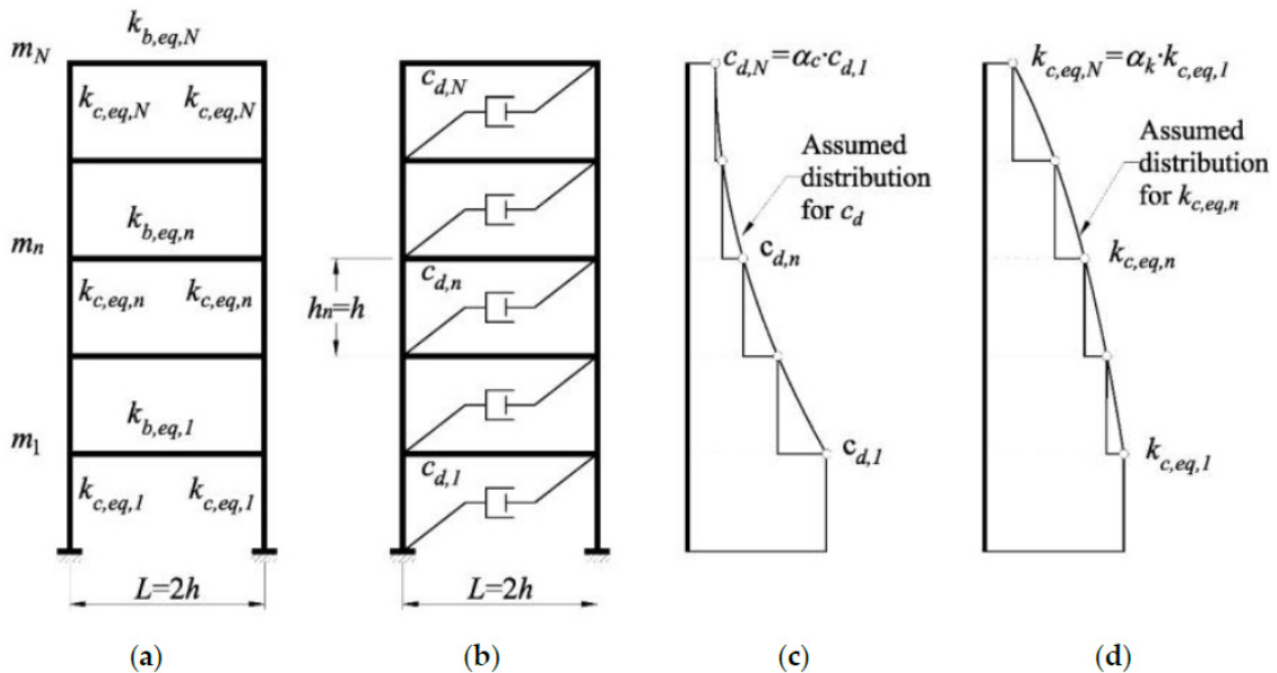 k_{b,eq,N}
m_N
k_{c,eq,N} k_{c,eq,N}
k_{b,eq,n}
m_n
k_{c,eq,n} k_{c,eq,n}
k_{b,eq,1}
m_1
k_{c,eq,1} k_{c,eq,1}
L=2h
(a)
c_{d,N}
c_{d,n}
h_n=h
c_{d,1}
L=2h
(b)
c_{d,N}=α_c·c_{d,1}
Assumed
distribution
for c_d
c_{d,n}
c_{d,1}
(c)
k_{c,eq,N}=α_k·k_{c,eq,1}
Assumed
distribution
for k_{c,eq,n}
k_{c,eq,n}
k_{c,eq,1}
(d)